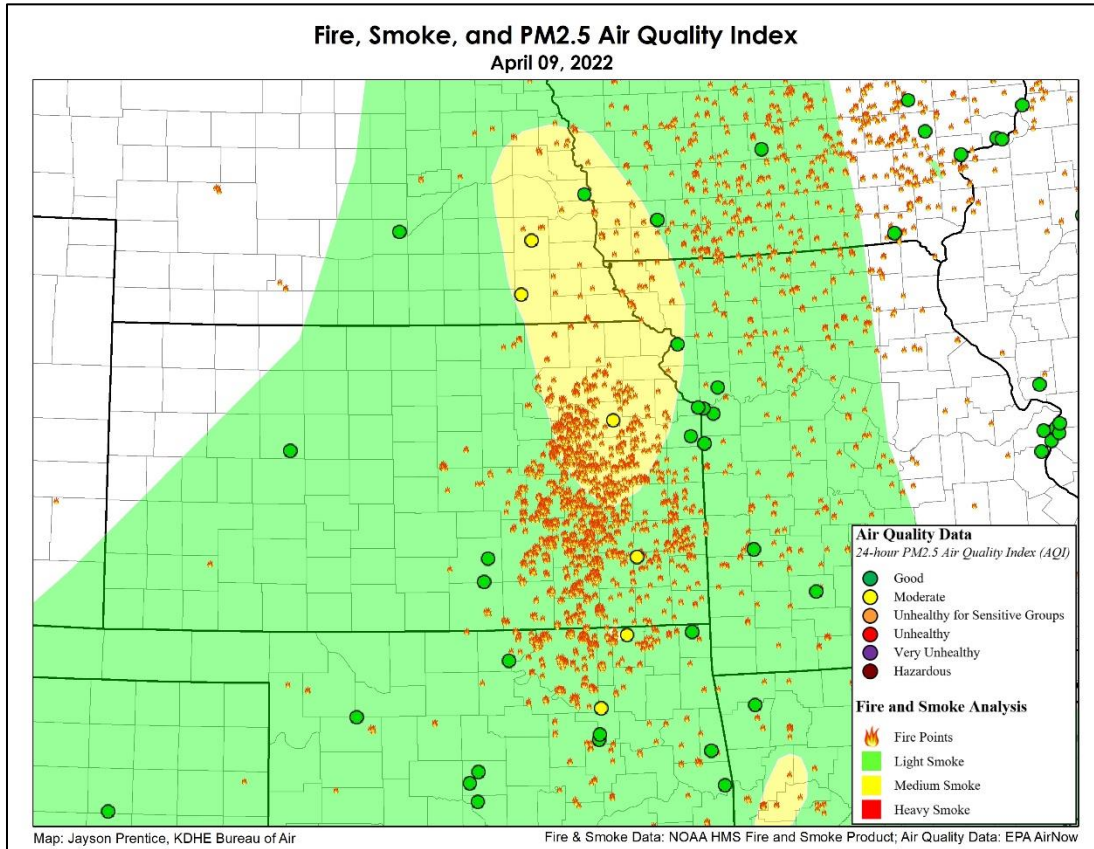 Fire, Smoke, and PM2.5 Air Quality Index
April 09, 2022
Air Quality Data
24-hour PM2.5 Air Quality Index (AQI)
Good
Moderate
Unhealthy for Sensitive Groups
Unhealthy
Very Unhealthy
Hazardous
Fire and Smoke Analysis
Fire Points
Light Smoke
Medium Smoke
Heavy Smoke
Map: Jayson Prentice, KDHE Bureau of Air
Fire & Smoke Data: NOAA HMS Fire and Smoke Product; Air Quality Data: EPA AirNow